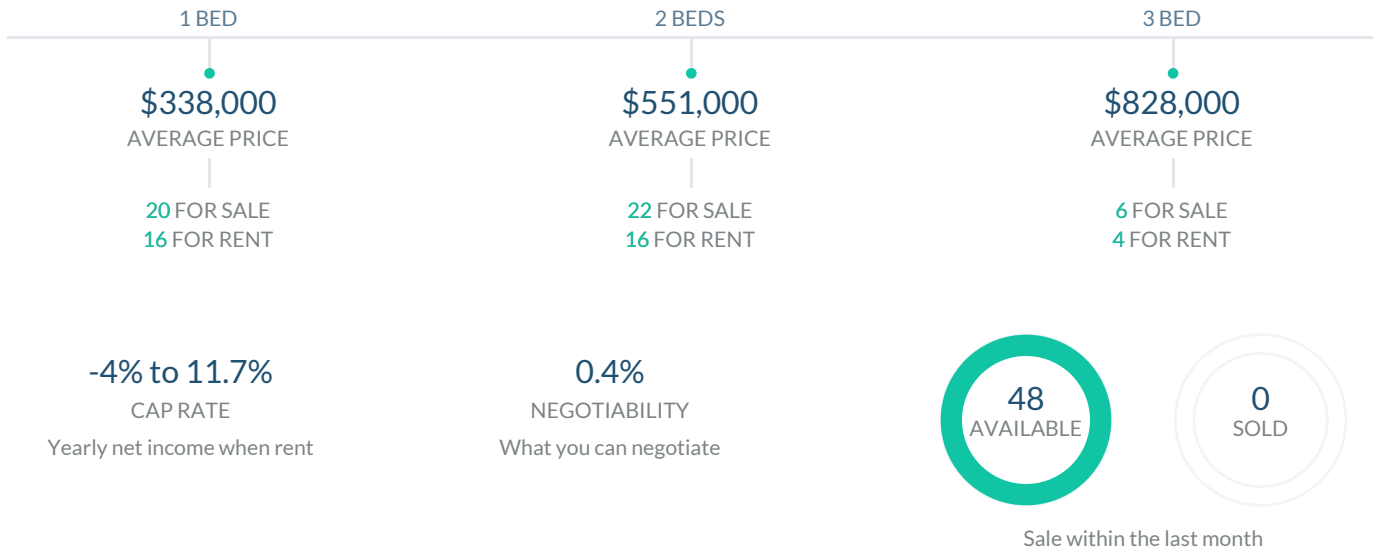 1 BED
$338,000
AVERAGE PRICE
20 FOR SALE
16 FOR RENT
2 BEDS
$551,000
AVERAGE PRICE
22 FOR SALE
16 FOR RENT
3 BED
$828,000
AVERAGE PRICE
6 FOR SALE
4 FOR RENT
-4% to 11.7%
CAP RATE
Yearly net income when rent
0.4%
NEGOTIABILITY
What you can negotiate
48
AVAILABLE
0
SOLD
Sale within the last month